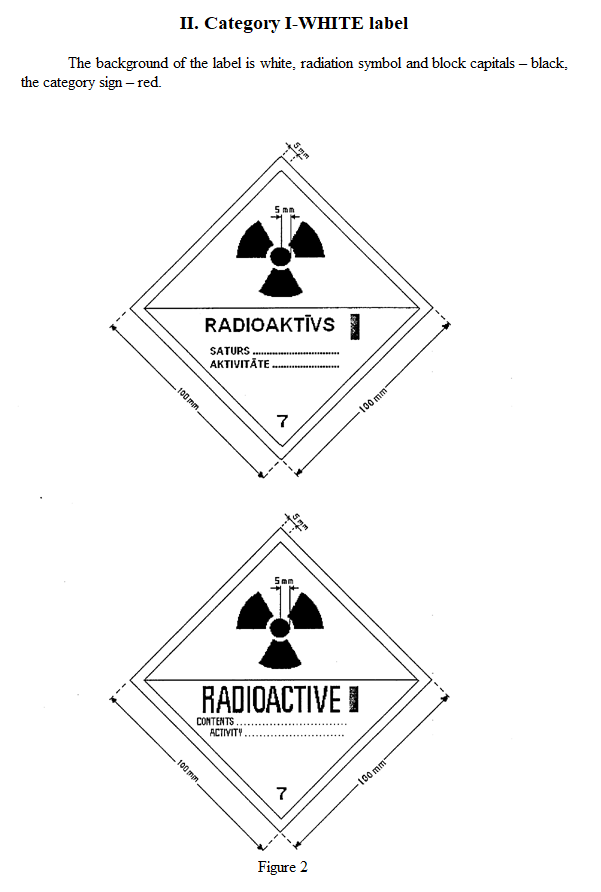 II. Category I-WHITE label
The background of the label is white, radiation symbol and block capitals – black,
the category sign – red.
5 mm
5 mm
RADIOAKTĪVS I
SATURS ................................
AKTIVITĀTE ........................
100 mm
100 mm
7
5 mm
5 mm
RADIOACTIVE I
CONTENTS ............................
ACTIVITY .........................
100 mm
100 mm
7
Figure 2